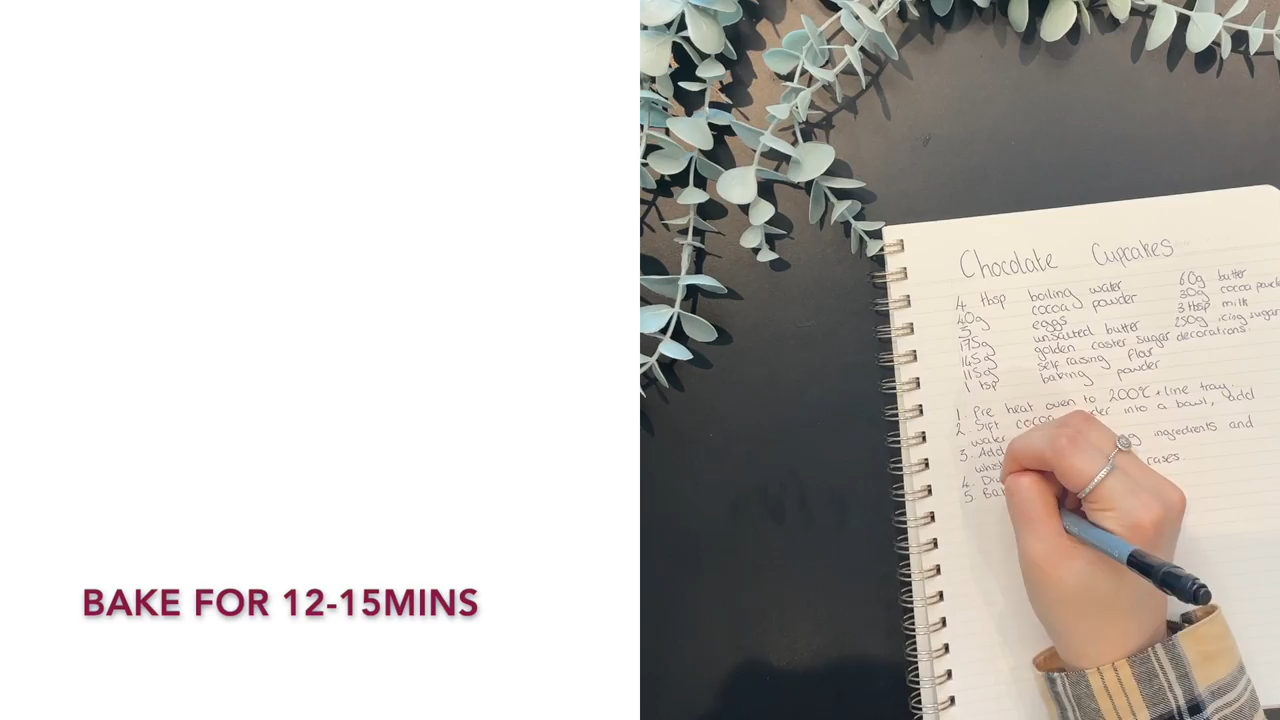 BAKE FOR 12-15MINS
Chocolate Cupcakes
4 tbsp boiling water
40g cocoa powder
3 eggs
175g unsalted butter
165g golden caster sugar
115g self raising flour
1 tsp baking powder
60g butter
30g cocoa powde
3 tbsp milk
250g icing sugar
decorations
1. Pre heat oven to 200°C + line tray.
2. Sift cocoa into a bowl, add
water
3. Add ingredients and
4. cases.
5.